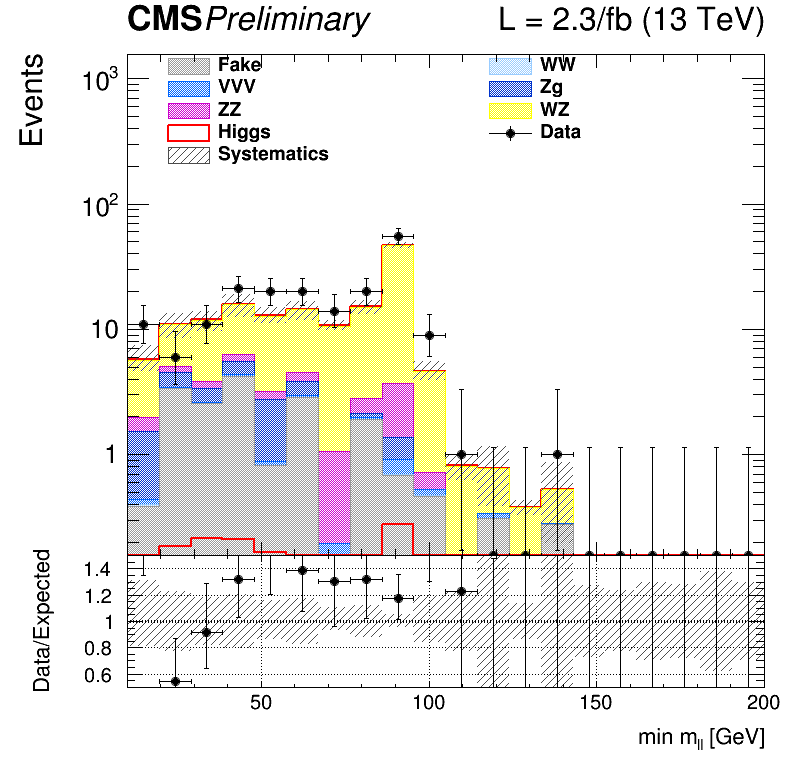 CMS Preliminary L = 2.3/fb (13 TeV)
Events
10³
10²
10
1
Fake
VVV
ZZ
Higgs
Systematics
WW
Zg
WZ
Data
Data/Expected
1.4
1.2
1
0.8
0.6
50 100 150 200
min mₗₗ [GeV]